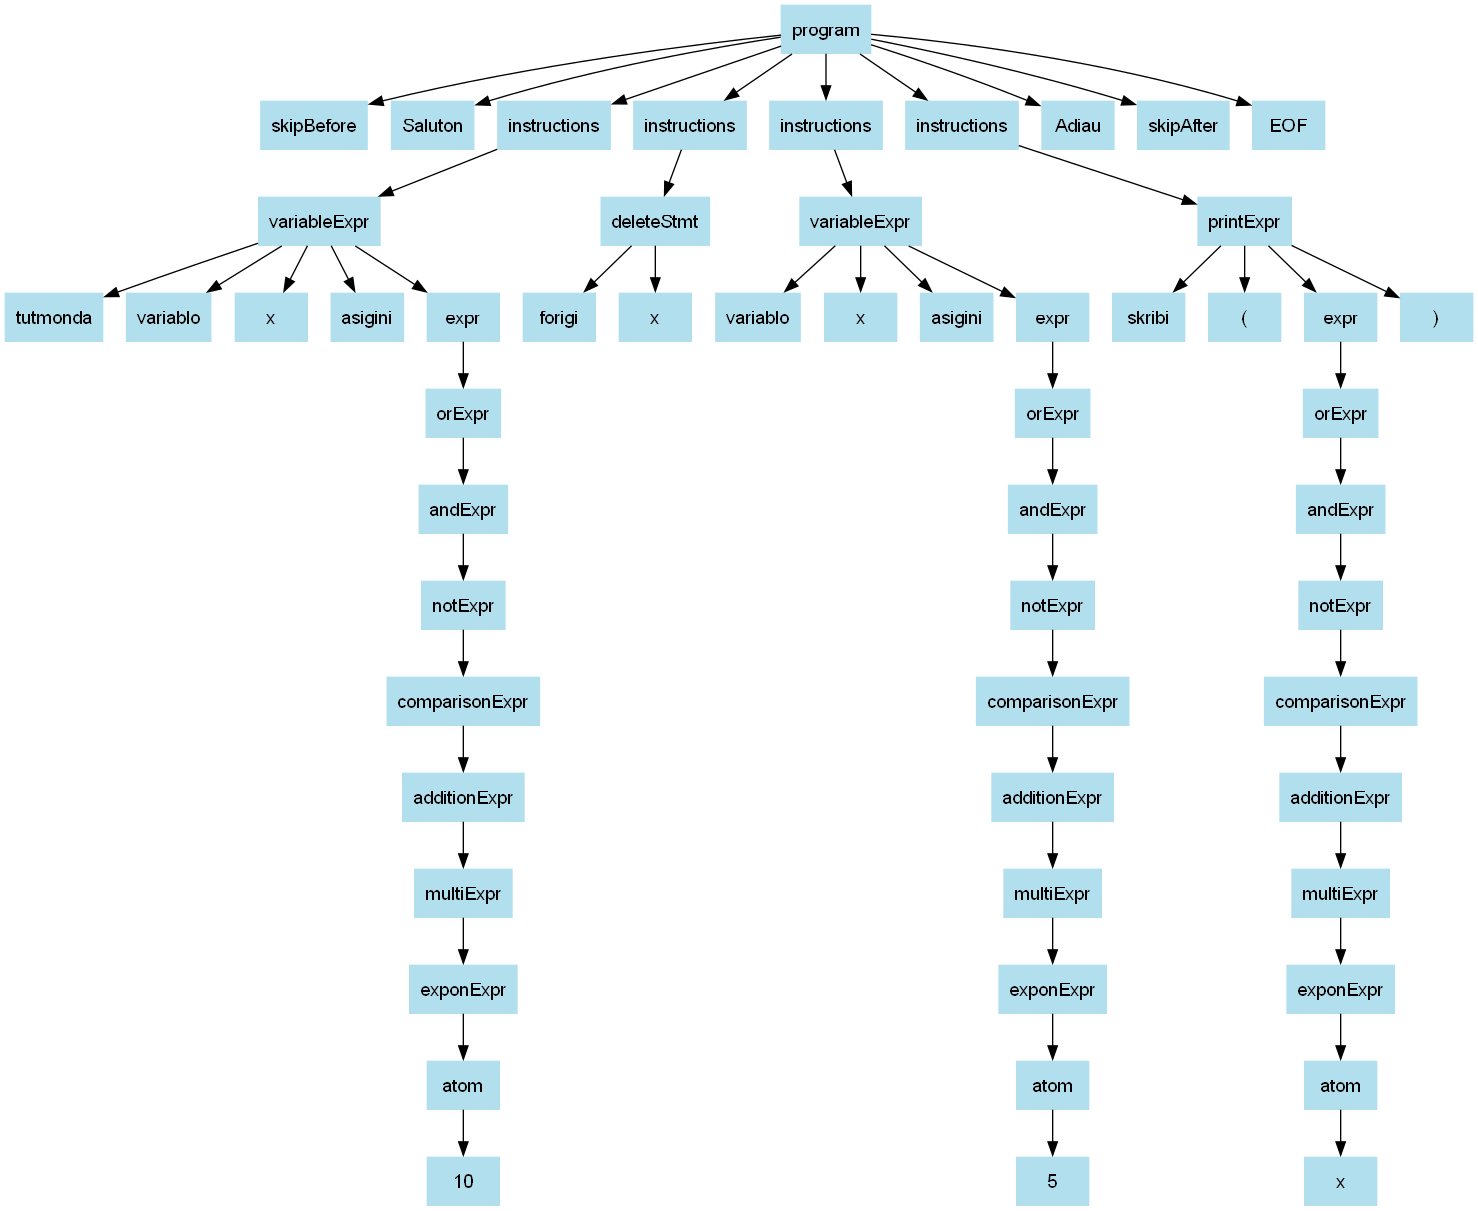 program
skipBefore Saluton instructions instructions instructions instructions Adiau skipAfter EOF
variableExpr deleteStmt variableExpr printExpr
tutmonda variablo x asigini expr forigi x variablo x asigini expr skribi ( expr )
orExpr orExpr orExpr
andExpr andExpr andExpr
notExpr notExpr notExpr
comparisonExpr comparisonExpr comparisonExpr
additionExpr additionExpr additionExpr
multiExpr multiExpr multiExpr
exponExpr exponExpr exponExpr
atom atom atom
10 5 x